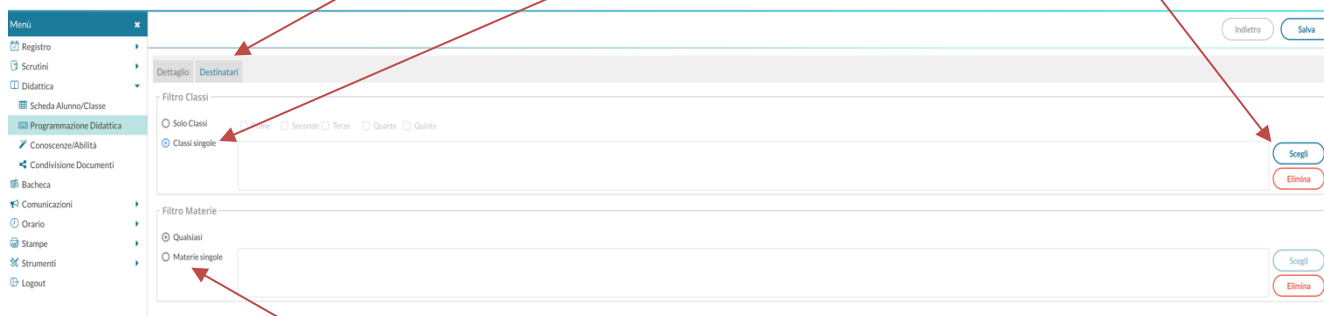 Menù ×
Indietro Salva
Registro
Scrutini
Didattica
Dettaglio Destinatari
Filtro Classi
Scheda Alunno/Classe
Programmazione Didattica
Solo Classi Prime Seconde Terze Quarte Quinte
Conoscenze/Abilità
Classi singole
Scegli
Condivisione Documenti
Elimina
Bacheca
Comunicazioni
Filtro Materie
Orario
Qualsiasi
Stampe
Materie singole
Scegli
Strumenti
Logout
Elimina